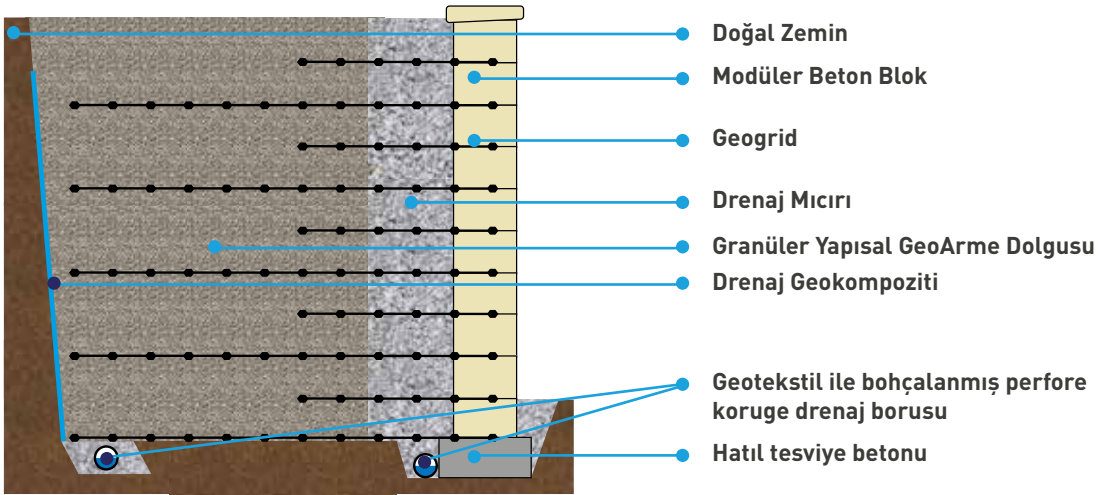 Doğal Zemin
Modüler Beton Blok
Geogrid
Drenaj Mıcırı
Granüler Yapısal GeoArme Dolgusu
Drenaj Geokompoziti
Geotekstil ile bohçalanmış perfore
koruge drenaj borusu
Hatıl tesviye betonu